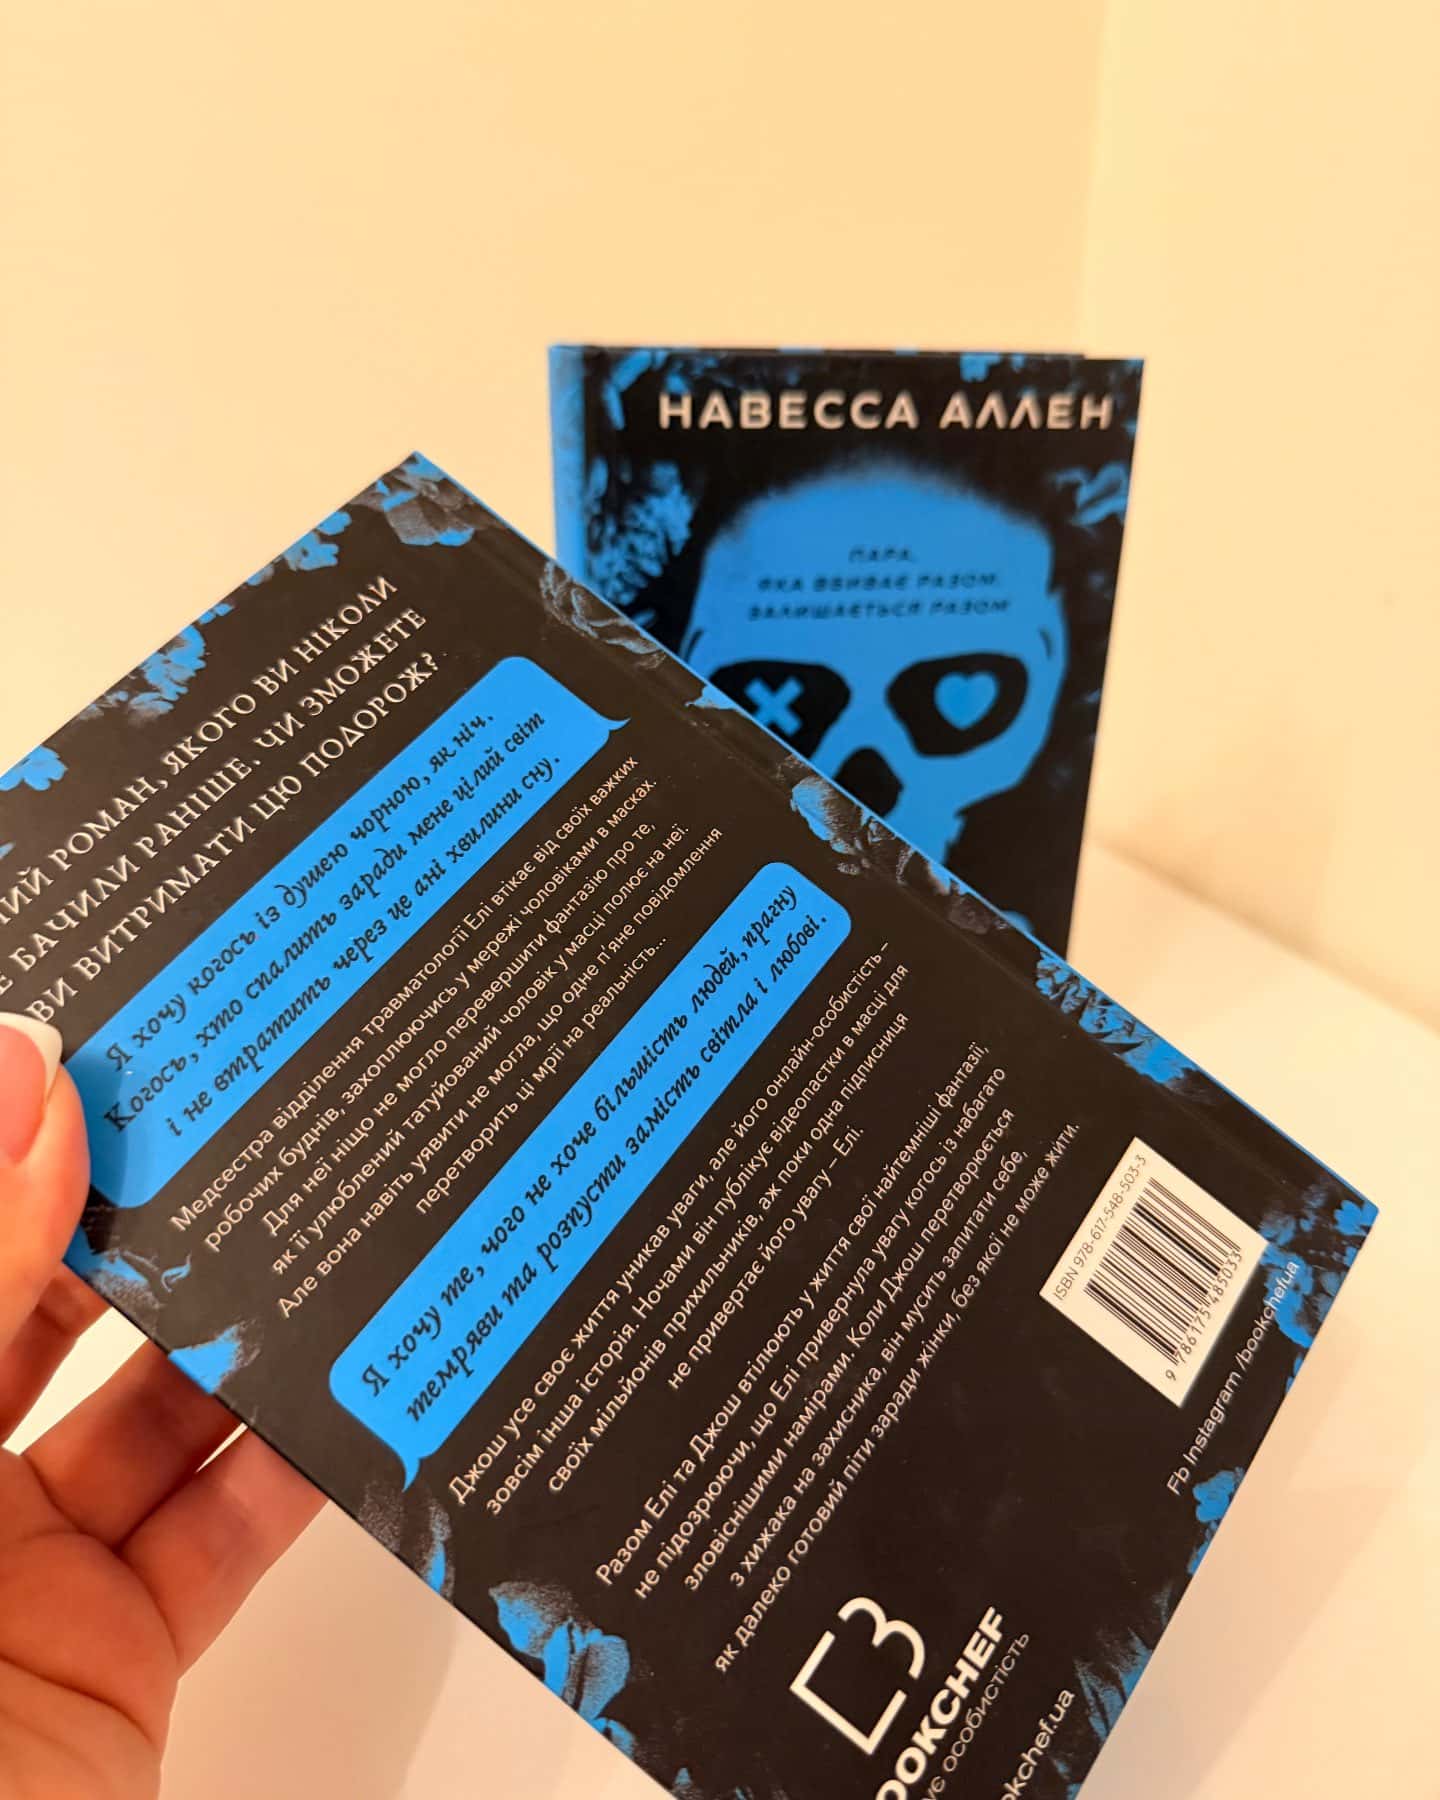 НАВЕССА АЛЛЕН
ПАРА,
ЯКА ВБИВАЄ РАЗОМ,
ЗАЛИШАЄТЬСЯ РАЗОМ
РОМАН, ЯКОГО ВИ НІКОЛИ
БАЧИЛИ РАНІШЕ. ЧИ ЗМОЖЕТЕ
ВИ ВИТРИМАТИ ЦЮ ПОДОРОЖ?
Я хочу когось із душею чорною, як ніч.
Когось, хто спалить заради мене цілий світ
і не втратить через це ані хвилини сну.
Медсестра відділення травматології Елі втікає від своїх важких
робочих буднів, захоплюючись у мережі чоловіками в масках.
Для неї ніщо не могло перевершити фантазію про те,
як її улюблений татуйований чоловік у масці полює на неї.
Але вона навіть уявити не могла, що одне п'яне повідомлення
перетворить ці мрії на реальність...
Я хочу те, чого не хоче більшість людей, прагну
темряви та розпусти замість світла і любові.
Джош усе своє життя уникав уваги, але його онлайн-особистість –
зовсім інша історія. Ночами він публікує відеопастки в масці для
своїх мільйонів прихильників, аж поки одна підписниця
не привертає його увагу – Елі.
Разом Елі та Джош втілюють у життя свої найтемніші фантазії,
не підозрюючи, що Елі привернула увагу когось із набагато
зловіснішими намірами. Коли Джош перетворюється
з хижака на захисника, він мусить запитати себе,
як далеко готовий піти заради жінки, без якої не може жити.
ISBN 978-617-548-503-3
9 786175 485033
Fb Instagram /bookchefua
OOKCHEF
ує особистість
okchef.ua